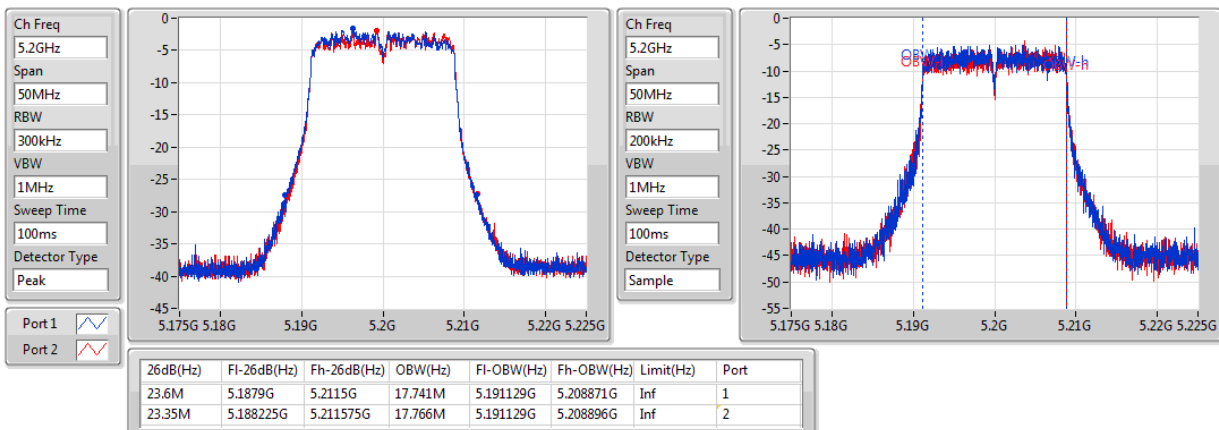 Ch Freq
5.2GHz
Span
50MHz
RBW
300kHz
VBW
1MHz
Sweep Time
100ms
Detector Type
Peak
Port 1
Port 2
0-
-5-
-10-
-15-
-20-
-25-
-30-
-35-
-40-
-45-
5.175G 5.18G 5.19G 5.2G 5.21G 5.22G 5.225G
Ch Freq
5.2GHz
Span
50MHz
RBW
200kHz
VBW
1MHz
Sweep Time
100ms
Detector Type
Sample
0-
-5-
-10-
-15-
-20-
-25-
-30-
-35-
-40-
-45-
-50-
-55-
OBW-h
5.175G 5.18G 5.19G 5.2G 5.21G 5.22G 5.225G
26dB(Hz) Fl-26dB(Hz) Fh-26dB(Hz) OBW(Hz) Fl-OBW(Hz) Fh-OBW(Hz) Limit(Hz) Port
23.6M 5.1879G 5.2115G 17.741M 5.191129G 5.208871G Inf 1
23.35M 5.188225G 5.211575G 17.766M 5.191129G 5.208896G Inf 2